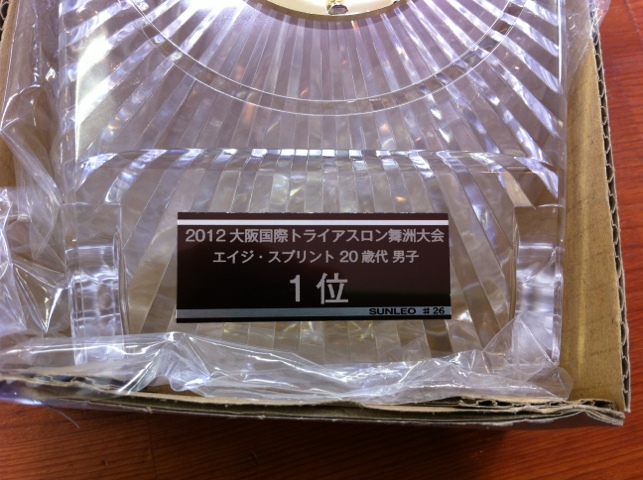 2012 大阪国際トライアスロン舞洲大会
エイジ・スプリント 20 歳代 男子
1 位
SUNLEO #26